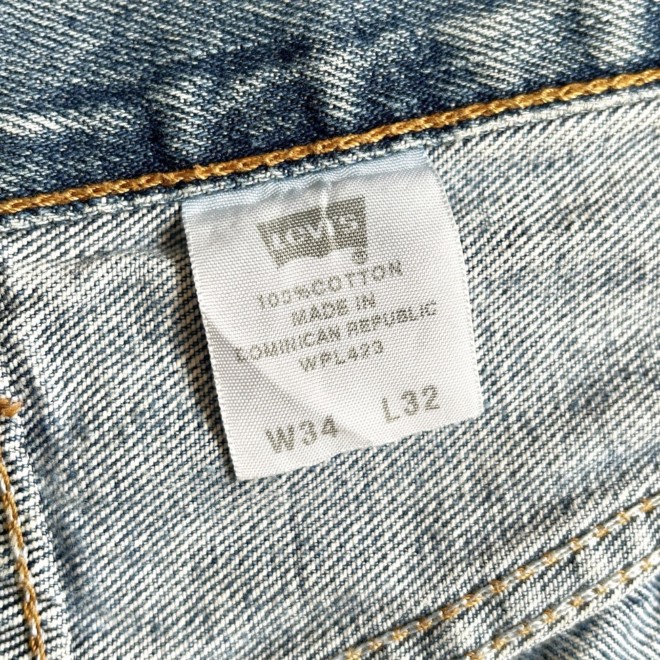 Levi's
®
100% COTTON
MADE IN
DOMINICAN REPUBLIC
WPL423
W34 L32